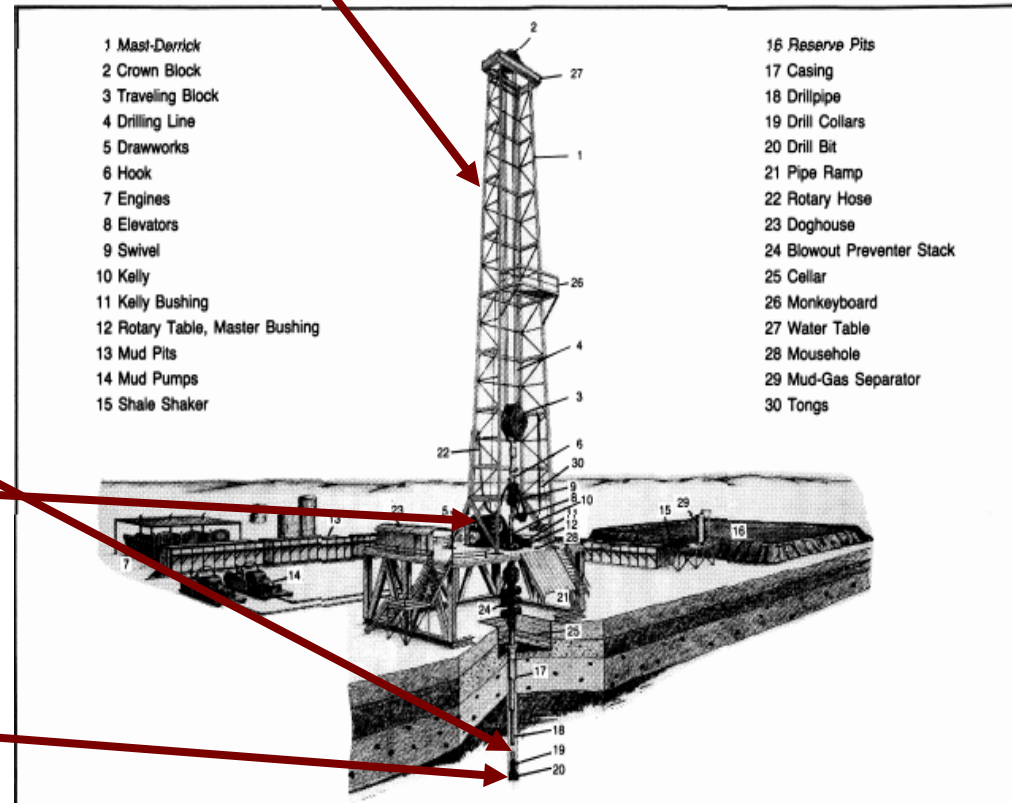 1 Mast-Derrick
2 Crown Block
3 Traveling Block
4 Drilling Line
5 Drawworks
6 Hook
7 Engines
8 Elevators
9 Swivel
10 Kelly
11 Kelly Bushing
12 Rotary Table, Master Bushing
13 Mud Pits
14 Mud Pumps
15 Shale Shaker
16 Reserve Pits
17 Casing
18 Drillpipe
19 Drill Collars
20 Drill Bit
21 Pipe Ramp
22 Rotary Hose
23 Doghouse
24 Blowout Preventer Stack
25 Cellar
26 Monkeyboard
27 Water Table
28 Mousehole
29 Mud-Gas Separator
30 Tongs
2
27
1
26
4
3
22
6
30
9
8
10
11
12
28
5
23
13
7
14
15
29
16
21
24
25
17
18
19
20